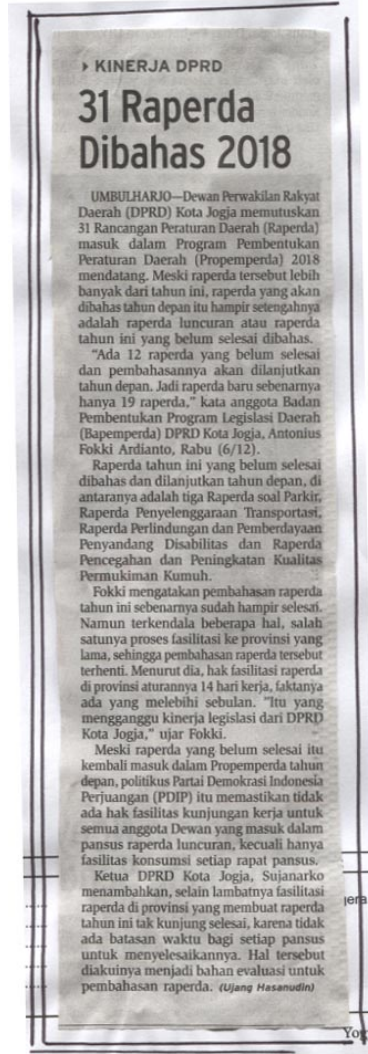 KINERJA DPRD
31 Raperda
Dibahas 2018
UMBULHARJO—Dewan Perwakilan Rakyat
Daerah (DPRD) Kota Jogja memutuskan
31 Rancangan Peraturan Daerah (Raperda)
masuk dalam Program Pembentukan
Peraturan Daerah (Propemperda) 2018
mendatang. Meski raperda tersebut lebih
banyak dari tahun ini, raperda yang akan
dibahas tahun depan itu hampir setengahnya
adalah raperda luncuran atau raperda
tahun ini yang belum selesai dibahas.
"Ada 12 raperda yang belum selesai
dan pembahasannya akan dilanjutkan
tahun depan. Jadi raperda baru sebenarnya
hanya 19 raperda," kata anggota Badan
Pembentukan Program Legislasi Daerah
(Bapemperda) DPRD Kota Jogja, Antonius
Fokki Ardianto, Rabu (6/12).
Raperda tahun ini yang belum selesai
dibahas dan dilanjutkan tahun depan, di
antaranya adalah tiga Raperda soal Parkir,
Raperda Penyelenggaraan Transportasi,
Raperda Perlindungan dan Pemberdayaan
Penyandang Disabilitas dan Raperda
Pencegahan dan Peningkatan Kualitas
Permukiman Kumuh.
Fokki mengatakan pembahasan raperda
tahun ini sebenarnya sudah hampir selesai.
Namun terkendala beberapa hal, salah
satunya proses fasilitasi ke provinsi yang
lama, sehingga pembahasan raperda tersebut
terhenti. Menurut dia, hak fasilitasi raperda
di provinsi aturannya 14 hari kerja, faktanya
ada yang melebihi sebulan. "Itu yang
mengganggu kinerja legislasi dari DPRD
Kota Jogja," ujar Fokki.
Meski raperda yang belum selesai itu
kembali masuk dalam Propemperda tahun
depan, politikus Partai Demokrasi Indonesia
Perjuangan (PDIP) itu memastikan tidak
ada hak fasilitas kunjungan kerja untuk
semua anggota Dewan yang masuk dalam
pansus raperda luncuran, kecuali hanya
fasilitas konsumsi setiap rapat pansus.
Ketua DPRD Kota Jogja, Sujanarko
menambahkan, selain lambatnya fasilitasi
raperda di provinsi yang membuat raperda
tahun ini tak kunjung selesai, karena tidak
ada batasan waktu bagi setiap pansus
untuk menyelesaikannya. Hal tersebut
diakuinya menjadi bahan evaluasi untuk
pembahasan raperda. (Ujang Hasanudin)
gera
Yog